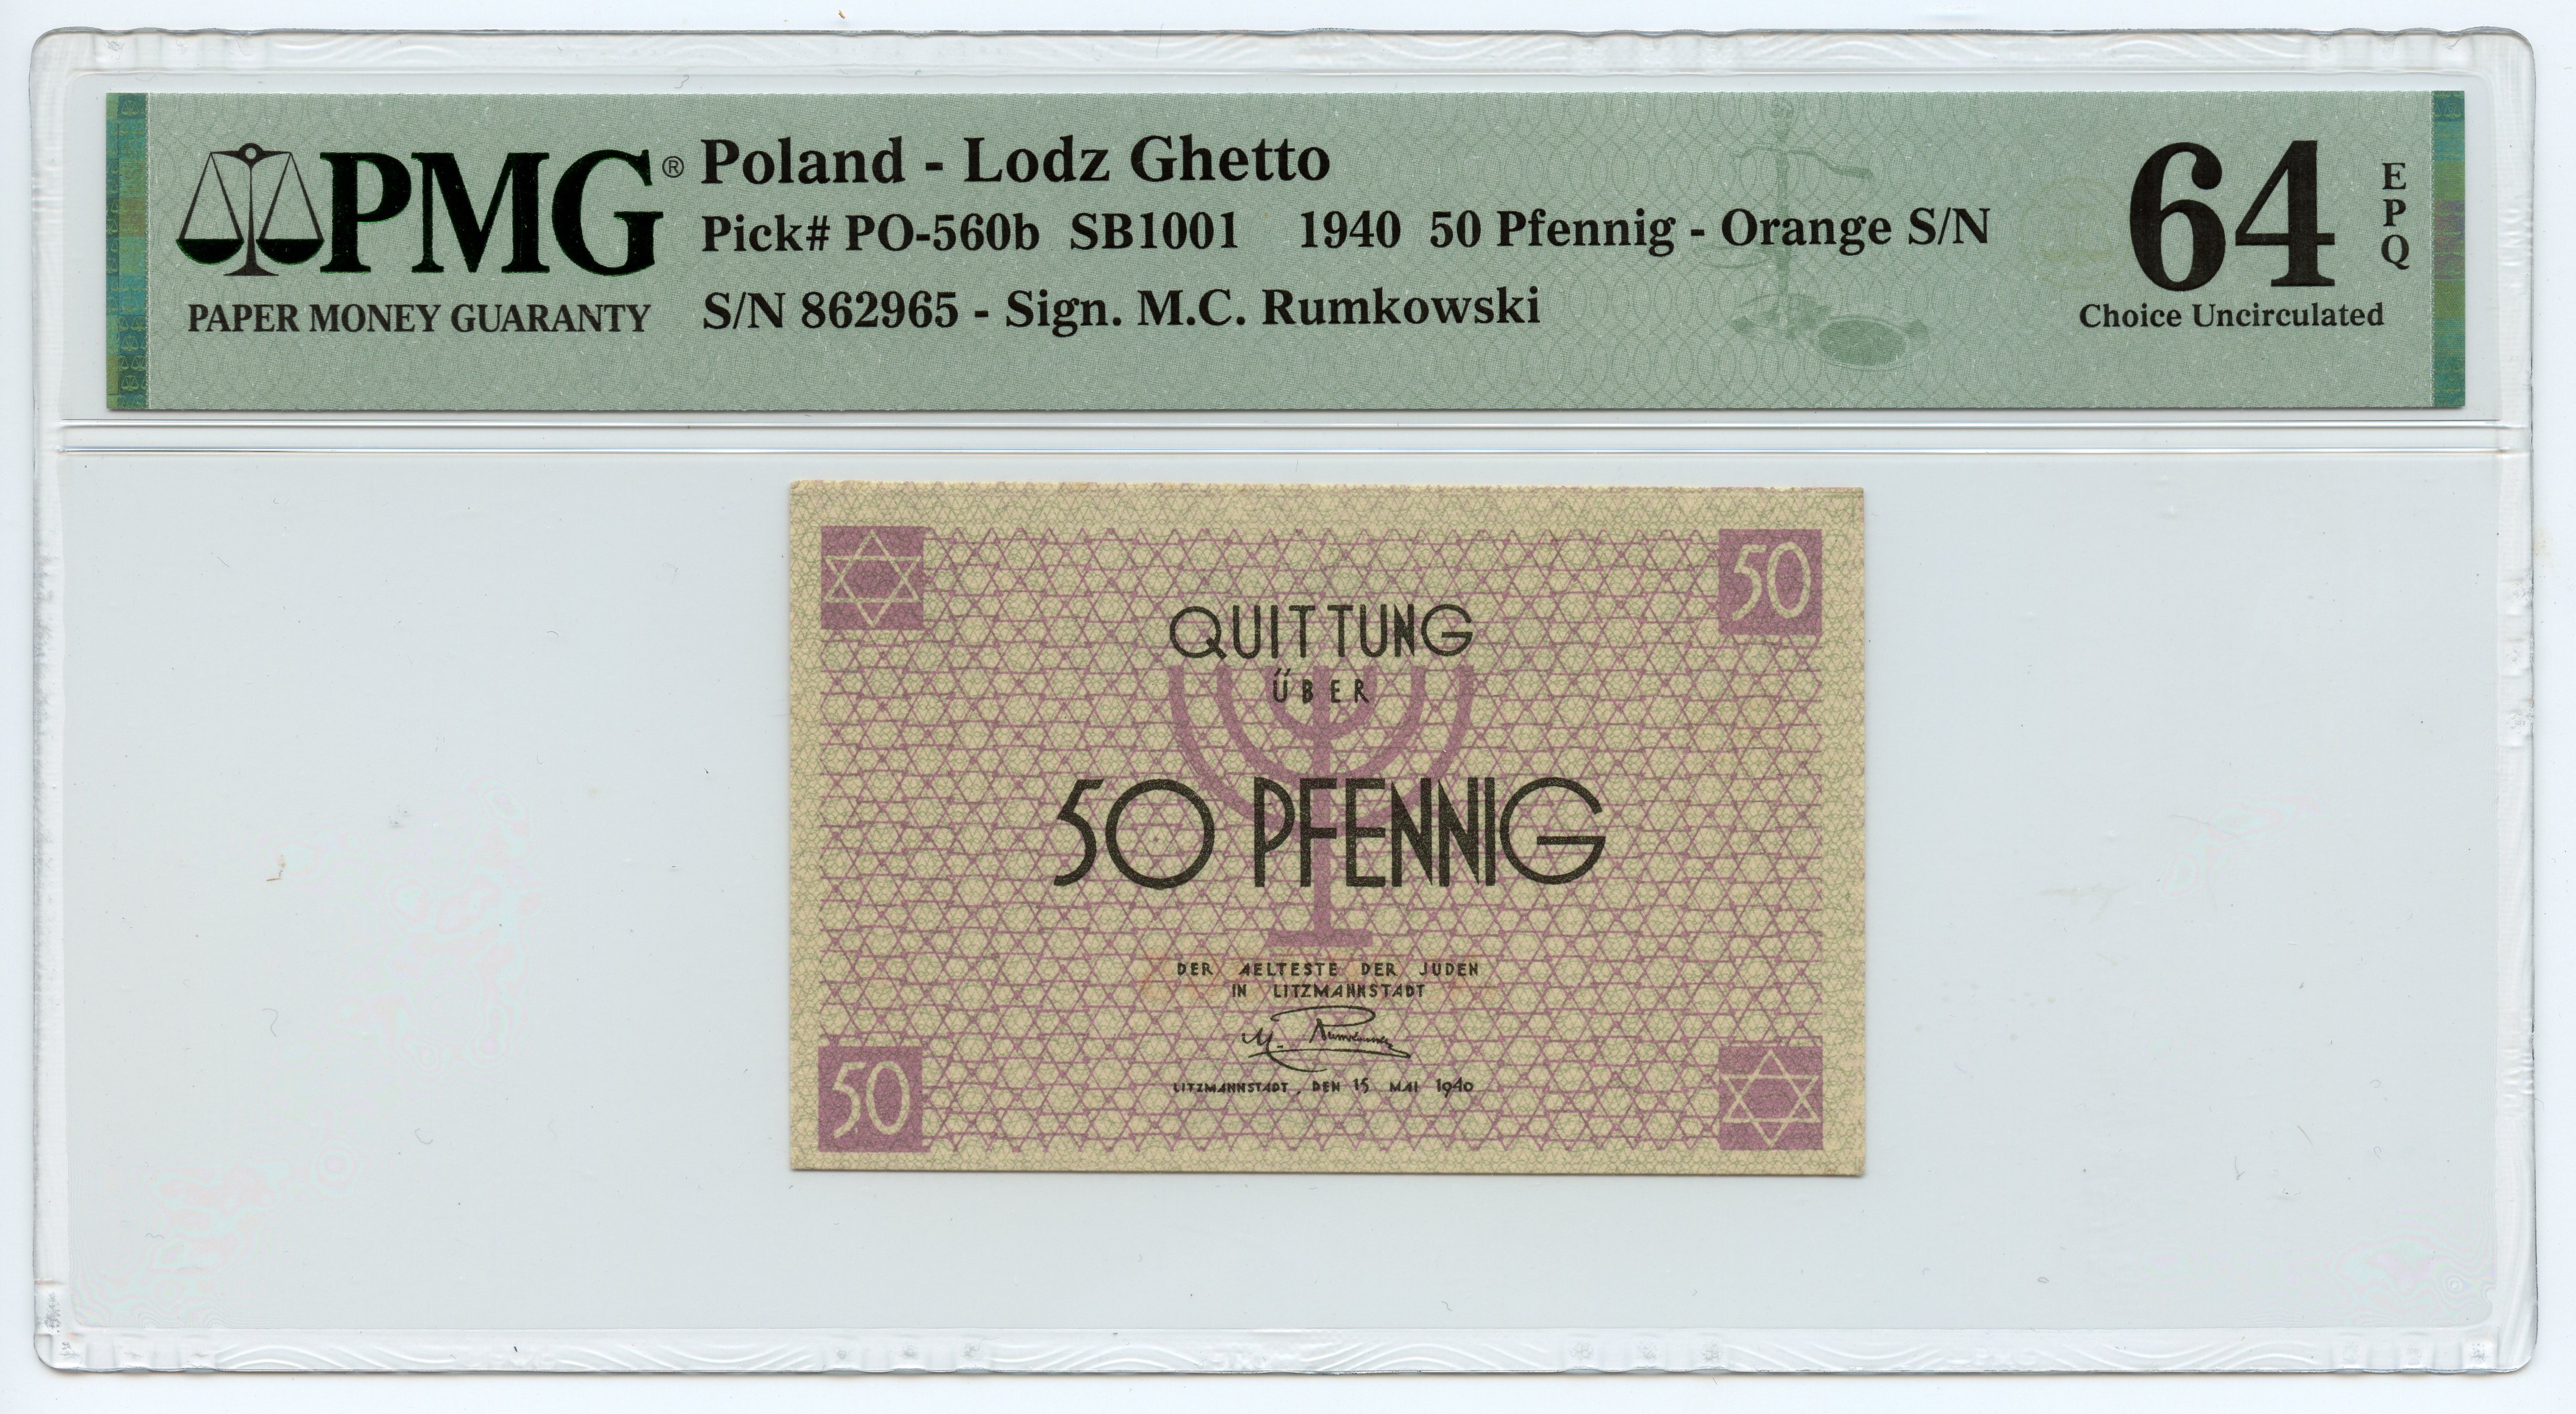 PMG®
PAPER MONEY GUARANTY
Poland - Lodz Ghetto
Pick# PO-560b SB1001 1940 50 Pfennig - Orange S/N
S/N 862965 - Sign. M.C. Rumkowski
64
EPQ
Choice Uncirculated
50
QUITTUNG
ÜBER
50 PFENNIG
DER AELTESTE DER JUDEN
IN LITZMANNSTADT
M. Rumkowski
LITZMANNSTADT, DEN 15 MAI 1940
50